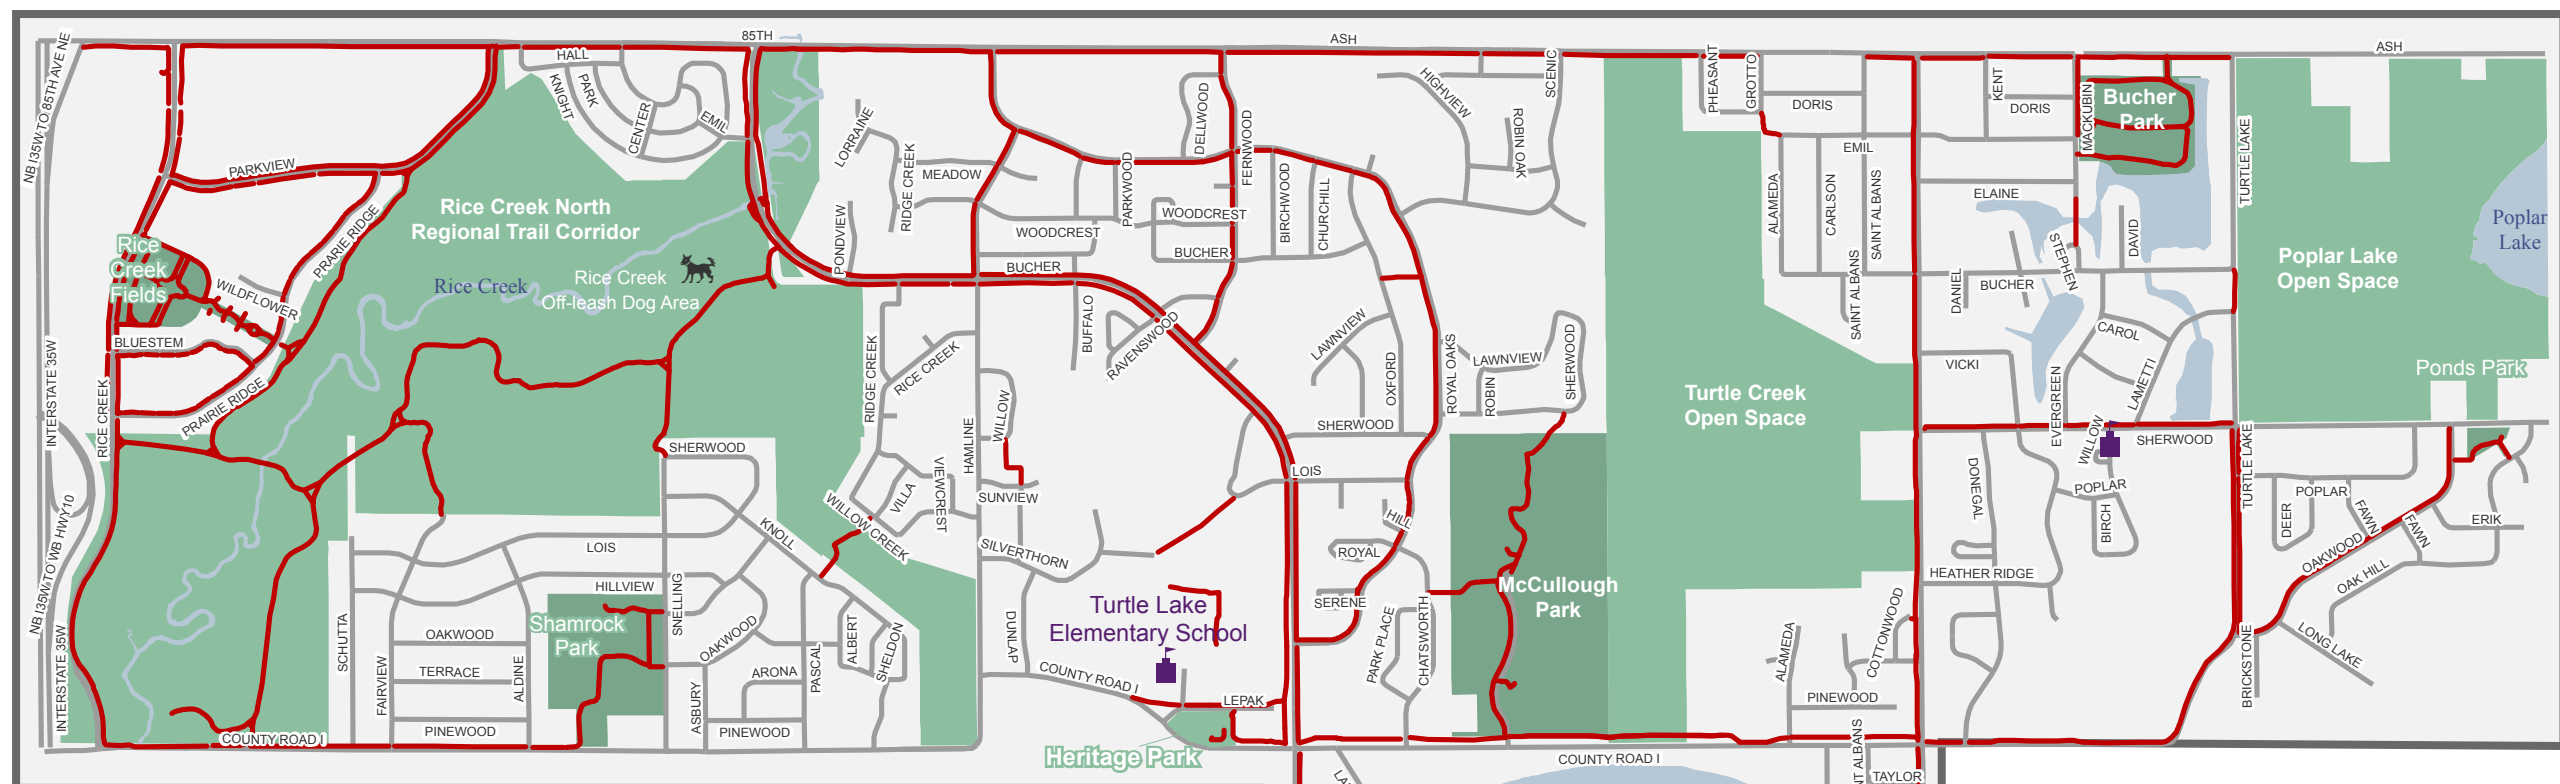 85TH
ASH
ASH
NB I35W TO 85TH AVE NE
HALL
KNIGHT
PARK
CENTER
EMIL
PARKVIEW
PRARIE RIDGE
Rice Creek North
Regional Trail Corridor
Rice Creek
Rice Creek
Off-leash Dog Area
Rice
Creek
Fields
WILDFLOWER
BLUESTEM
PRAIRIE RIDGE
RICE CREEK
INTERSTATE 35W
NB I35W TO WB HWY10
INTERSTATE 35W
LORRAINE
RIDGE CREEK
MEADOW
PONDVIEW
WOODCREST
BUCHER
PARKWOOD
DELLWOOD
FERNWOOD
WOODCREST
BUCHER
BIRCHWOOD
CHURCHILL
HIGHVIEW
SCENIC
ROBIN OAK
PHEASANT
GROTTO
DORIS
EMIL
ALAMEDA
CARLSON
SAINT ALBANS
SAINT ALBANS
KENT
DORIS
MACKUBIN
Bucher
Park
TURTLE LAKE
ELAINE
DAVID
STEPHEN
DANIEL
BUCHER
CAROL
VICKI
EVERGREEN
LAMETTI
WILLOW
SHERWOOD
Poplar Lake
Open Space
Poplar
Lake
Ponds Park
RIDGE CREEK
RICE CREEK
BUFFALO
RAVENSWOOD
LAWNVIEW
OXFORD
ROYAL OAKS
LAWNVIEW
ROBIN
SHERWOOD
SHERWOOD
Turtle Creek
Open Space
WILLOW
HAMLINE
VIEWCREST
VILLA
SUNVIEW
WILLOW CREEK
SILVERTHORN
LOIS
HILL
ROYAL
SERENE
PARK PLACE
CHATSWORTH
McCullough
Park
SHERWOOD
KNOLL
LOIS
HILLVIEW
SNELLING
SCHUTTA
FAIRVIEW
OAKWOOD
TERRACE
ALDINE
PINEWOOD
Shamrock
Park
OAKWOOD
ASBURY
ARONA
PASCAL
ALBERT
SHELDON
PINEWOOD
COUNTY ROAD I
DUNLAP
Turtle Lake
Elementary School
COUNTY ROAD I
LEPAK
Heritage Park
COUNTY ROAD I
ALAMEDA
COTTONWOOD
PINEWOOD
NT ALBANS
TAYLOR
LA
DONEGAL
HEATHER RIDGE
POPLAR
BIRCH
TURTLE LAKE
BRICKSTONE
DEER
POPLAR
FAWN
FAWN
ERIK
OAKWOOD
OAK HILL
LONG LAKE